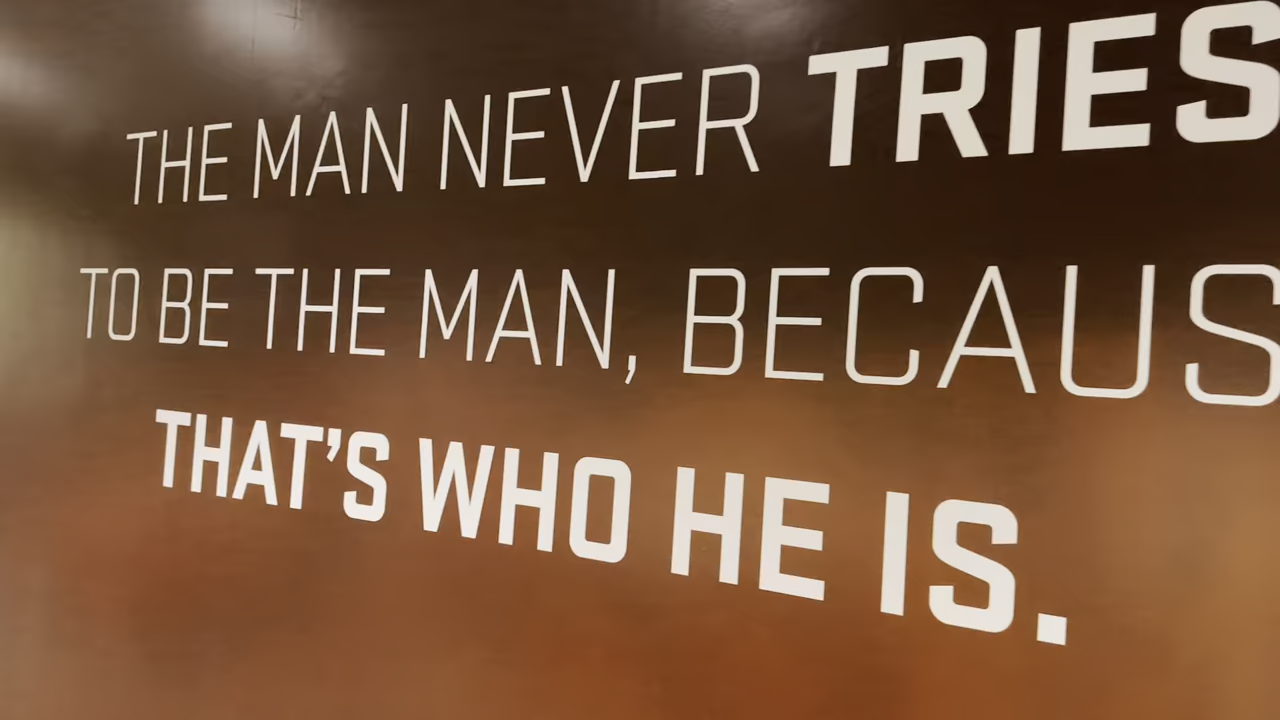 THE MAN NEVER TRIES
TO BE THE MAN, BECAUS
THAT'S WHO HE IS.